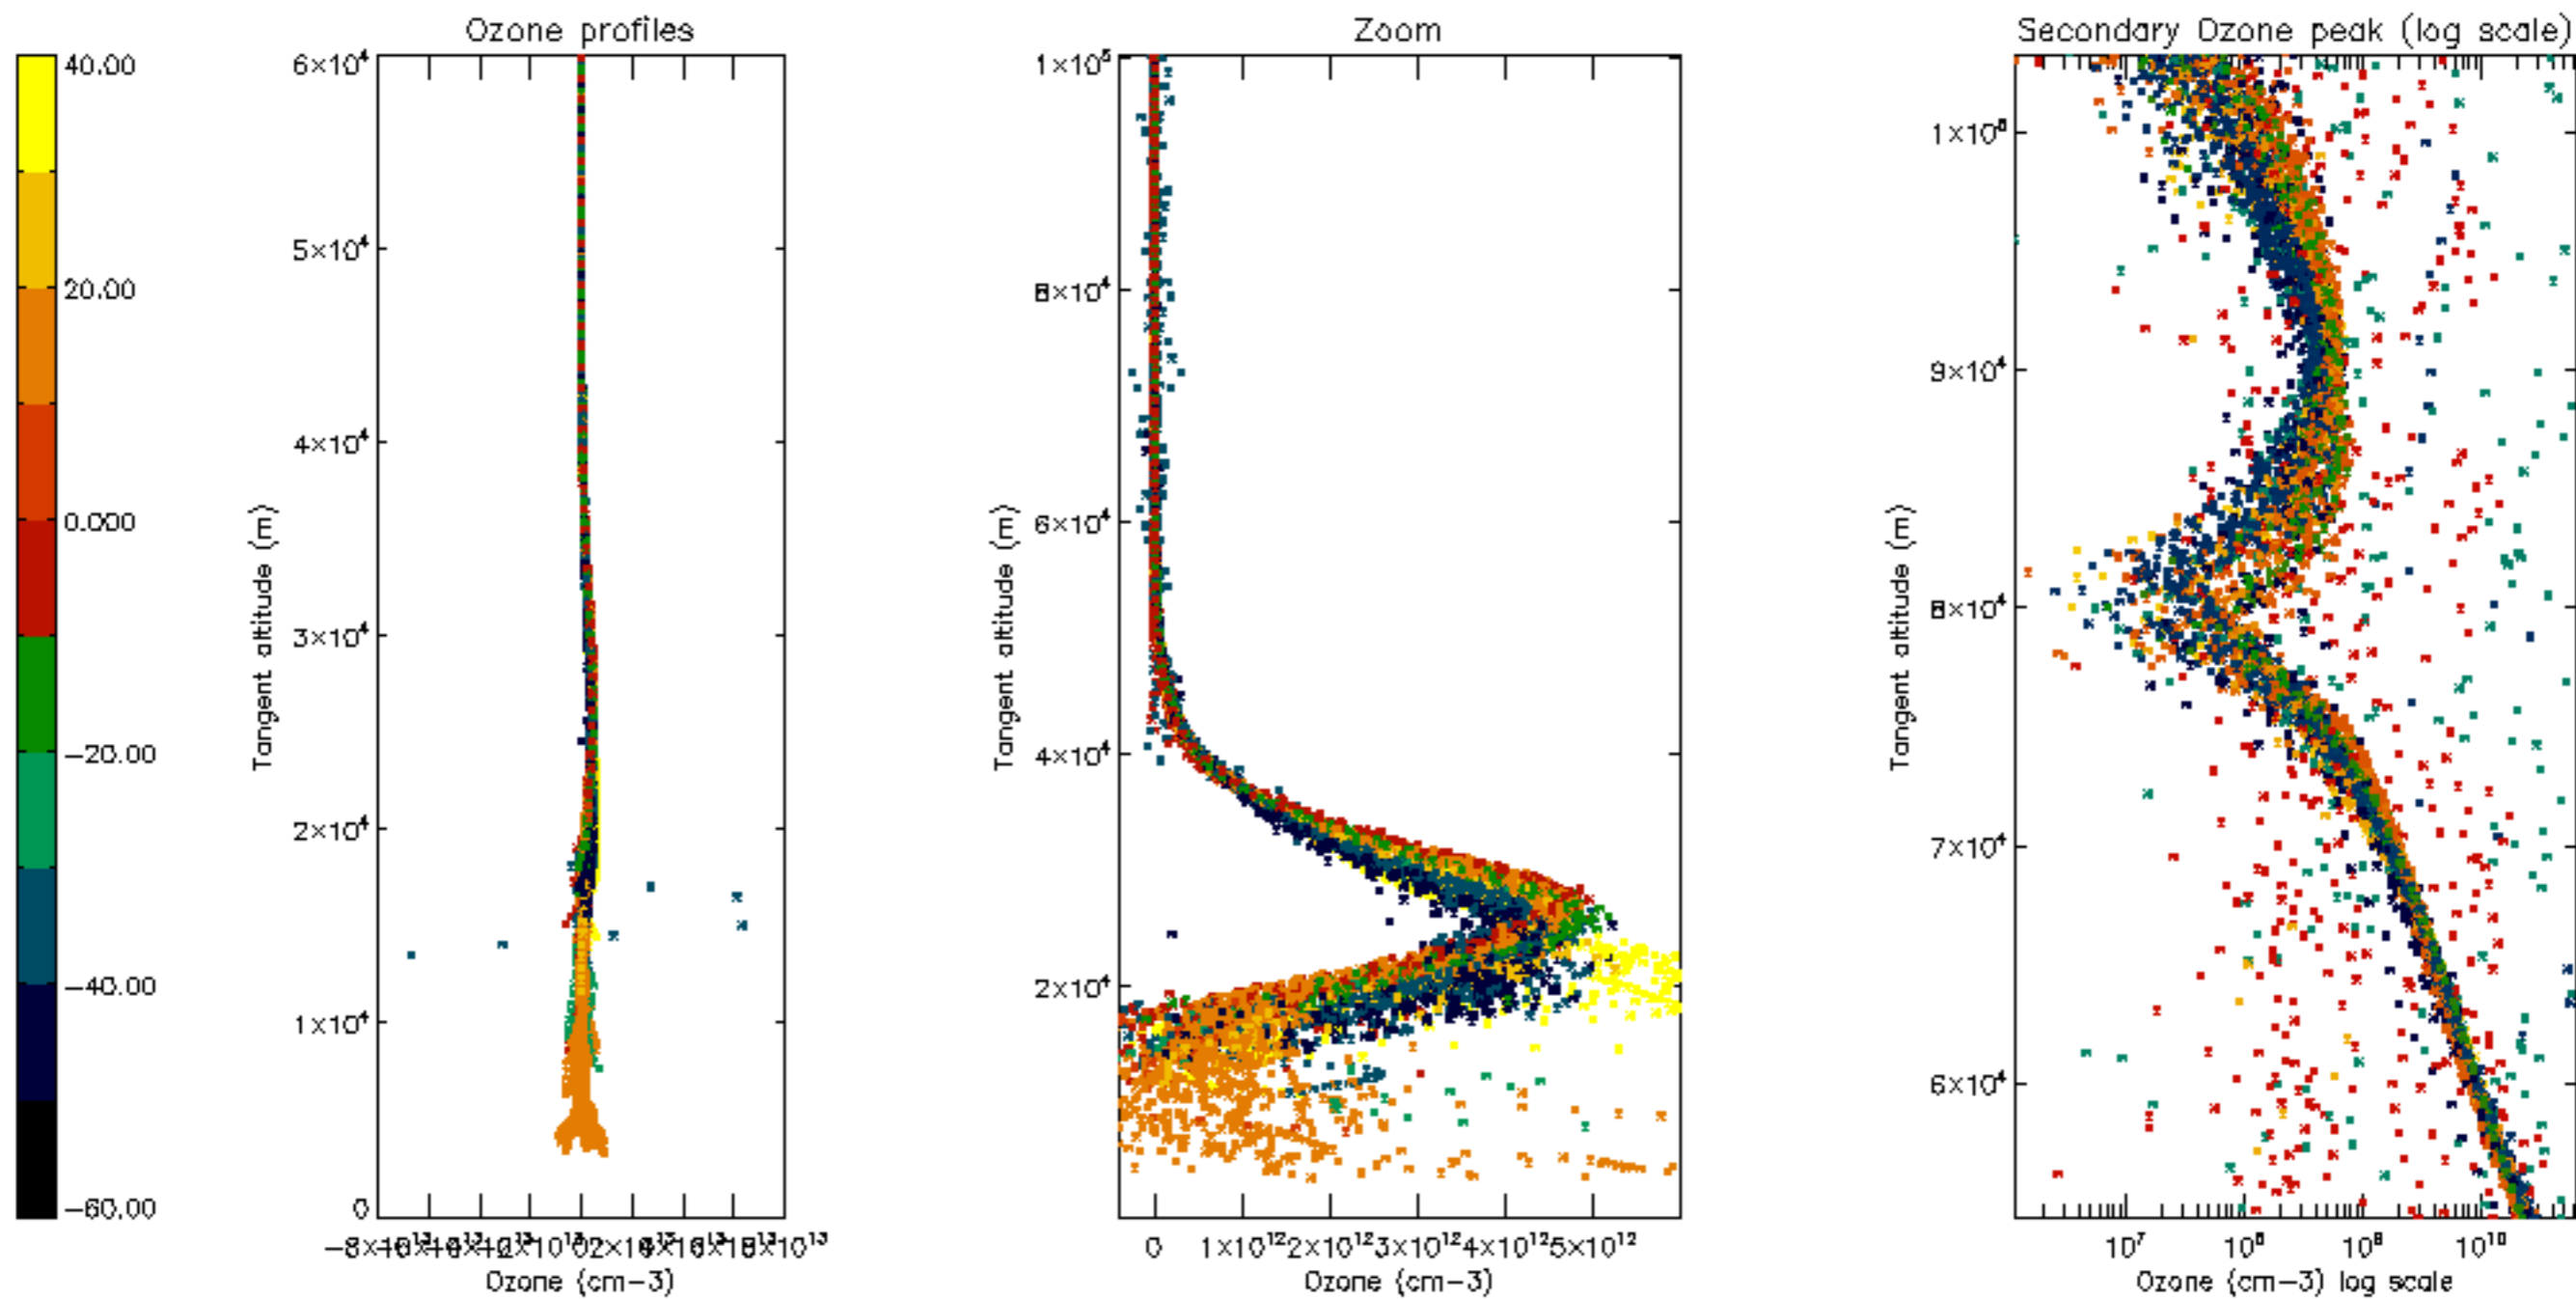 Ozone profiles
Zoom
Secondary Ozone peak (log scale)
40.00
20.00
0.000
-20.00
-40.00
-60.00
6×10⁴
5×10⁴
4×10⁴
3×10⁴
2×10⁴
1×10⁴
0
Tangent altitude (m)
Ozone (cm-3)
1×10⁵
8×10⁴
6×10⁴
4×10⁴
2×10⁴
Tangent altitude (m)
0 1×10¹² 2×10¹² 3×10¹² 4×10¹² 5×10¹²
Ozone (cm-3)
9×10⁴
8×10⁴
7×10⁴
6×10⁴
Tangent altitude (m)
10⁷ 10⁸ 10⁹ 10¹⁰
Ozone (cm-3) log scale